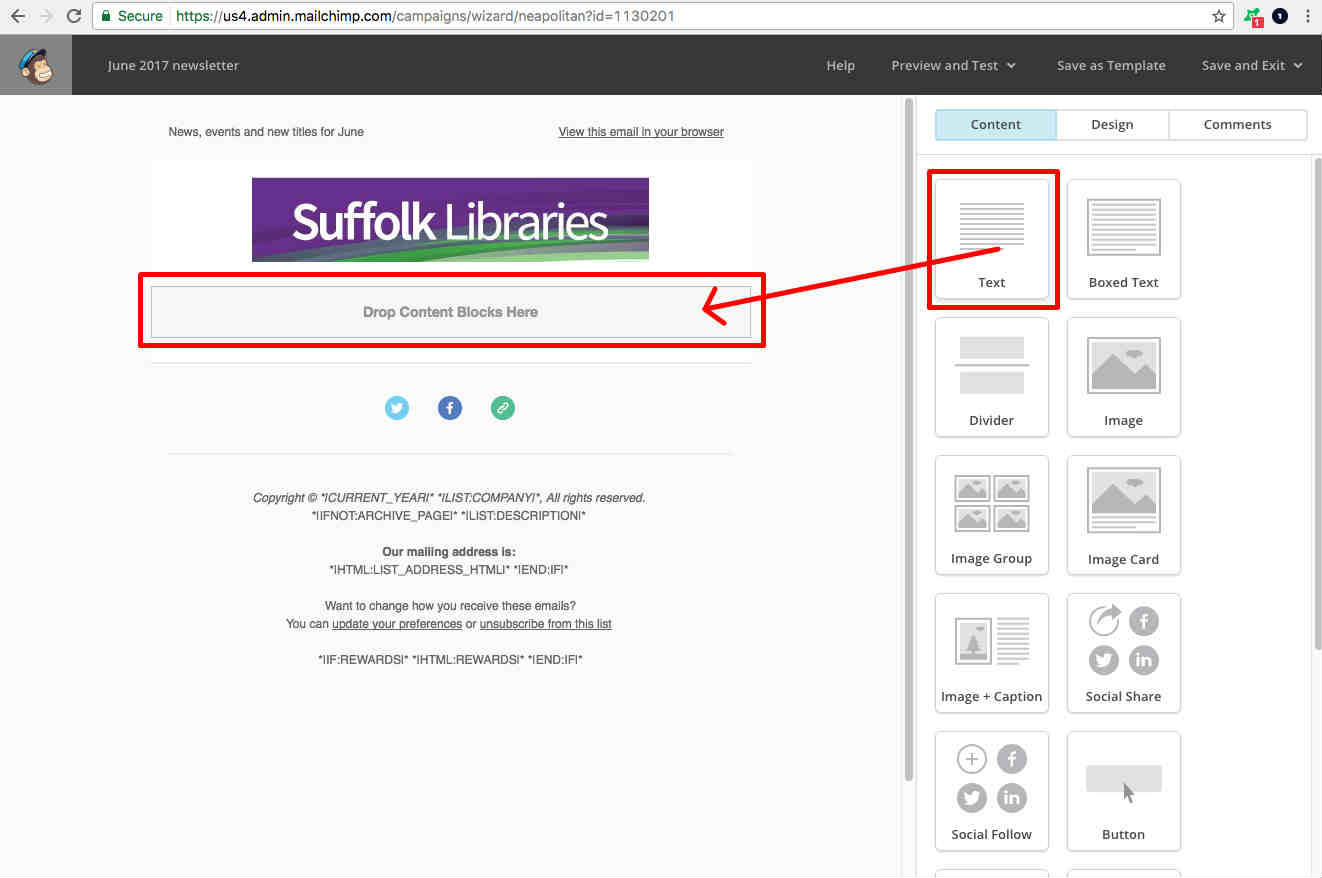 Secure https://us4.admin.mailchimp.com/campaigns/wizard/neapolitan?id=1130201
1
1
June 2017 newsletter
Help
Preview and Test
Save as Template
Save and Exit
News, events and new titles for June
View this email in your browser
Suffolk Libraries
Drop Content Blocks Here
Copyright © *|CURRENT_YEAR|* *|LIST:COMPANY|*, All rights reserved.
*|IFNOT:ARCHIVE_PAGE|* *|LIST:DESCRIPTION|*
Our mailing address is:
*|HTML:LIST_ADDRESS_HTML|* *|END:IF|*
Want to change how you receive these emails?
You can update your preferences or unsubscribe from this list
*|IF:REWARDS|* *|HTML:REWARDS|* *|END:IF|*
Content
Design
Comments
Text
Boxed Text
Divider
Image
Image Group
Image Card
Image + Caption
Social Share
Social Follow
Button